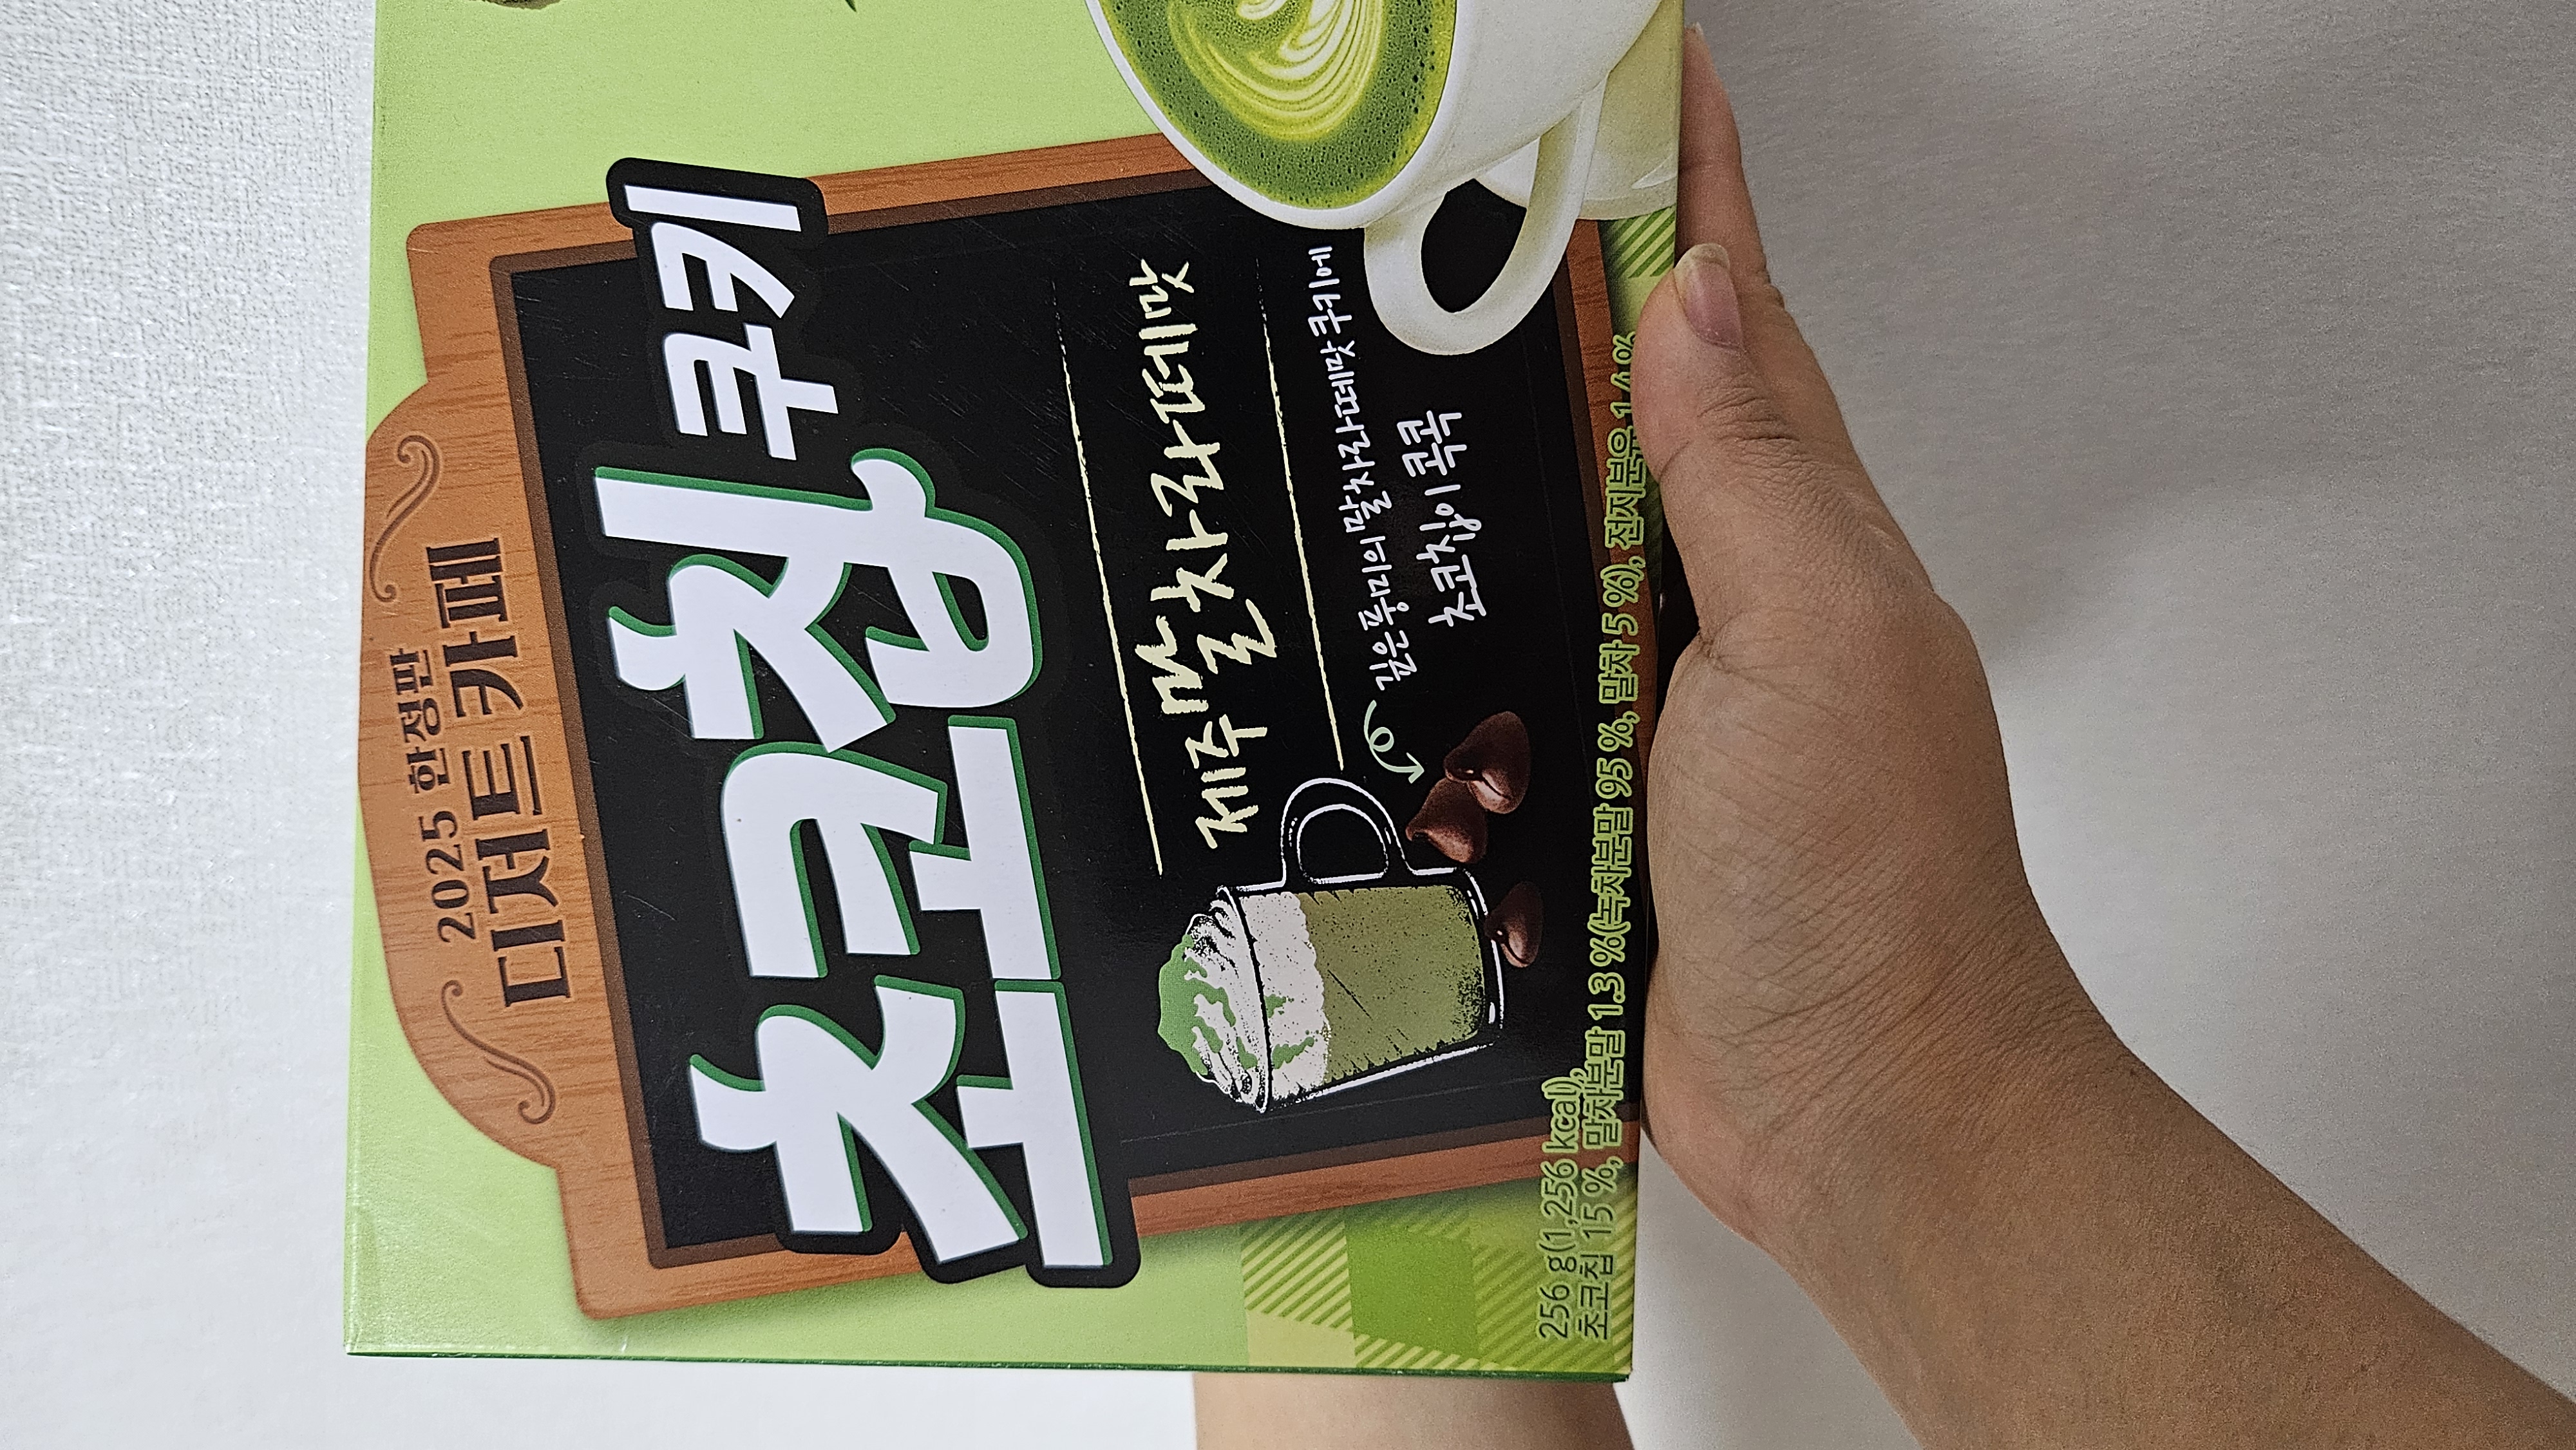 2025 한정판
디저트 카페
초코칩 쿠키
제주말차라떼맛
깊은 풍미의 말차라떼맛 쿠키에
초코칩이 콕콕
256 g(1,256 kcal),
초코칩 15 %, 말차분말 1.3 %(녹차분말 95 %, 말차 5 %), 전지분유 1.4 %